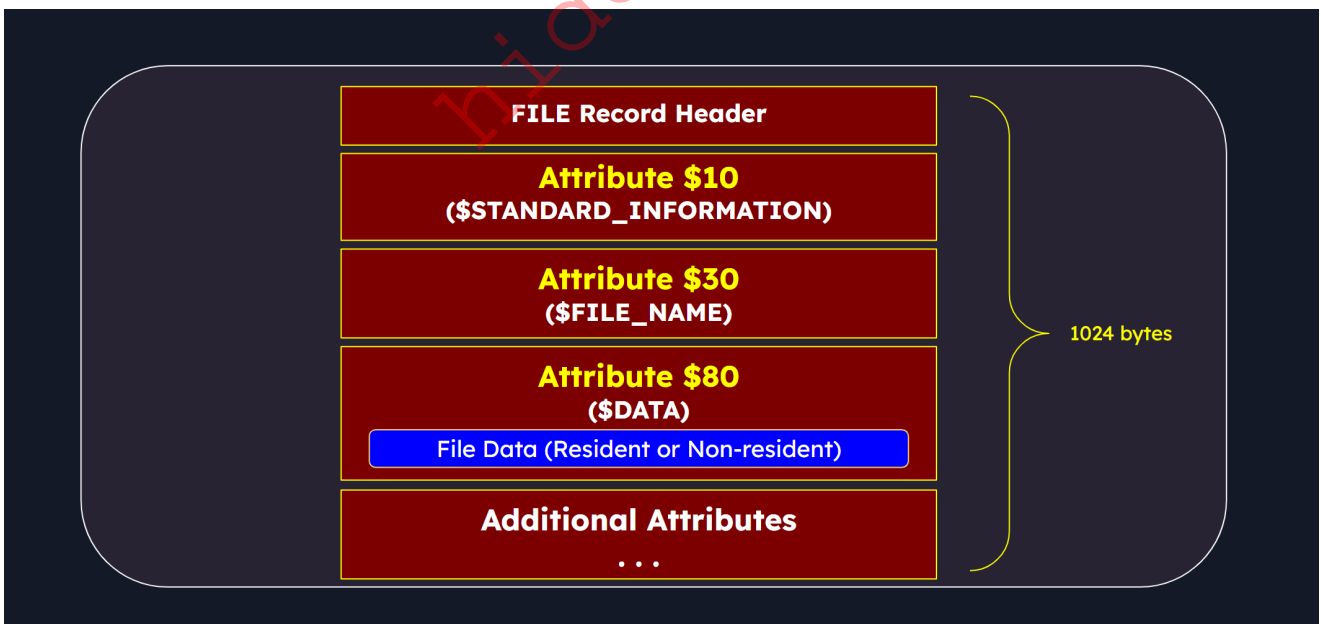 FILE Record Header
Attribute $10
($STANDARD_INFORMATION)
Attribute $30
($FILE_NAME)
1024 bytes
Attribute $80
($DATA)
File Data (Resident or Non-resident)
Additional Attributes
...